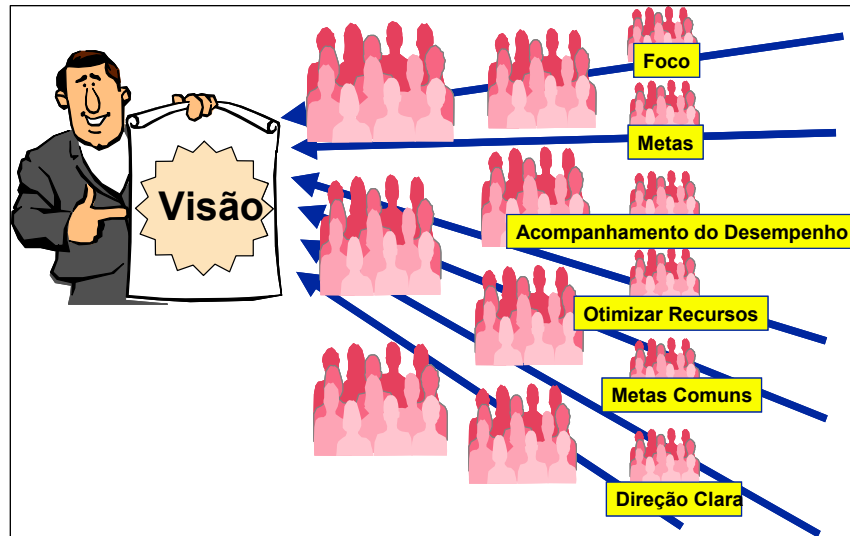 Foco
Metas
Visão
Acompanhamento do Desempenho
Otimizar Recursos
Metas Comuns
Direção Clara